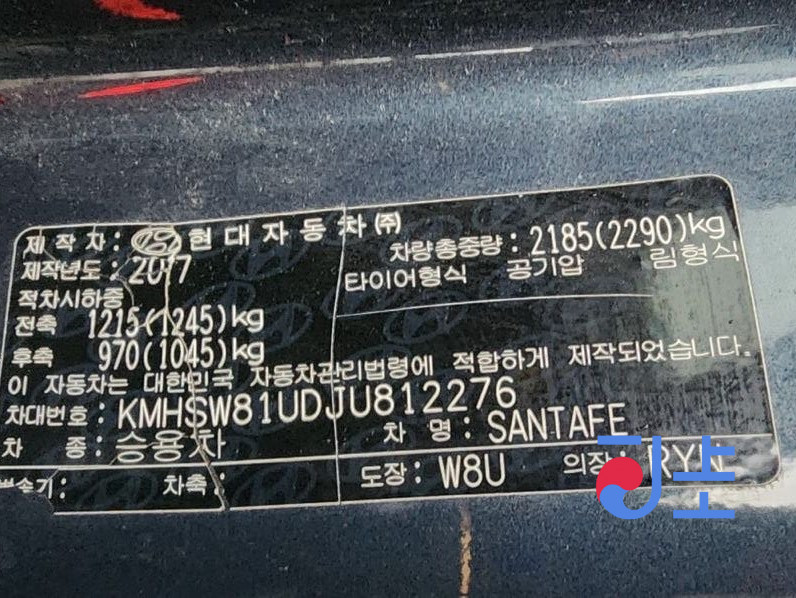 제 작 자 : 현 대 자 동 차 ㈜
차량총중량 : 2185(2290)kg
제작년도 : 2017
타이어형식 공기압 림형식
적차시하중
전축 1215(1245)kg
후축 970(1045)kg
이 자동차는 대한민국 자동차관리법령에 적합하게 제작되었습니다.
차대번호 : KMHSW81UDJU812276
차 종 : 승용차 차 명 : SANTAFE
변속기 : 차축 : 도장 : W8U 의장 : RYN